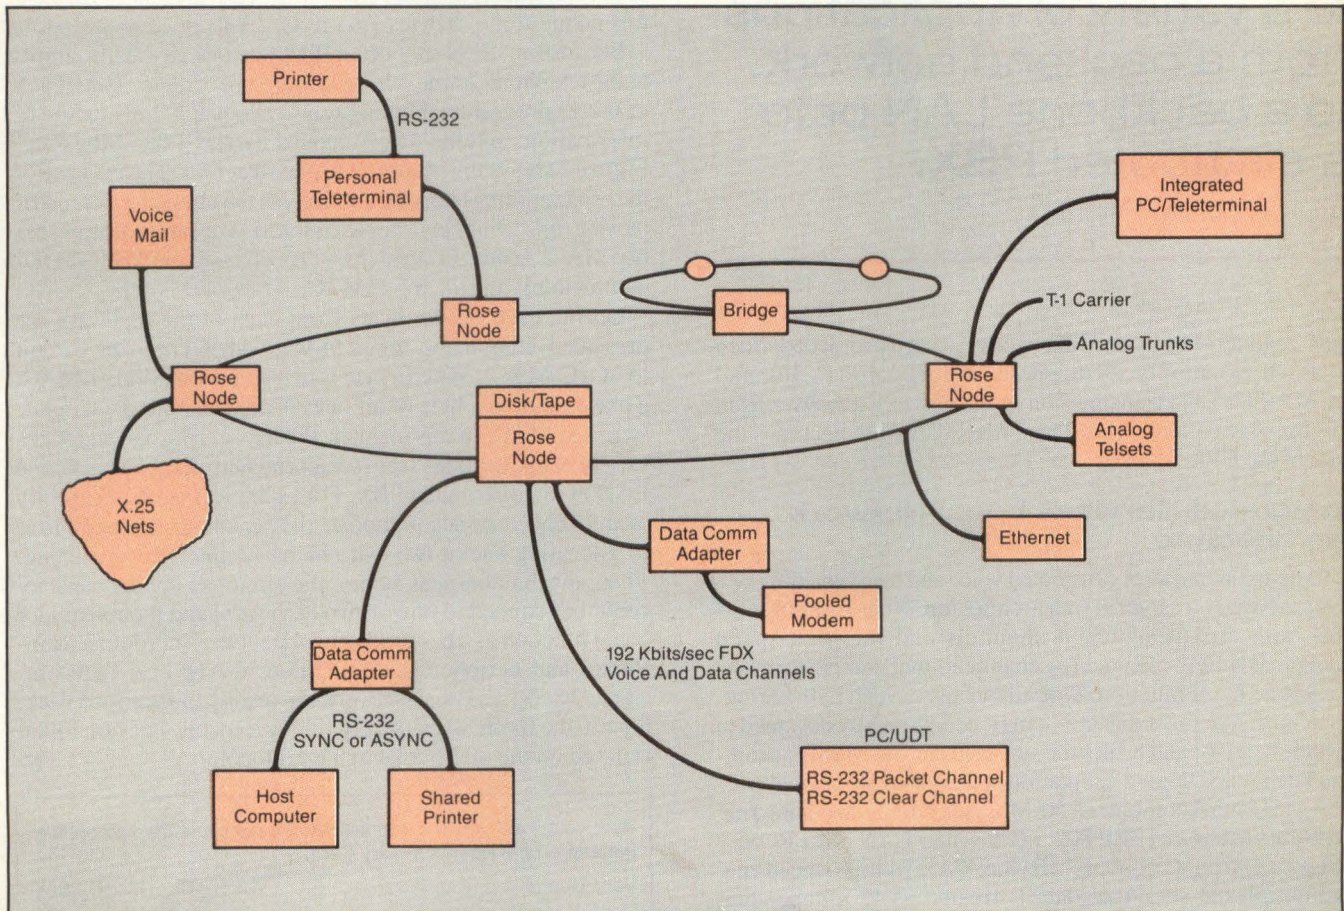 Printer
RS-232
Personal
Teleterminal
Voice
Mail
Integrated
PC/Teleterminal
T-1 Carrier
Analog Trunks
Rose
Node
Bridge
Rose
Node
Rose
Node
Disk/Tape
Rose
Node
Analog
Telsets
X.25
Nets
Data Comm
Adapter
Ethernet
Pooled
Modem
192 Kbits/sec FDX
Voice And Data Channels
Data Comm
Adapter
RS-232
SYNC or ASYNC
PC/UDT
RS-232 Packet Channel
RS-232 Clear Channel
Host
Computer
Shared
Printer